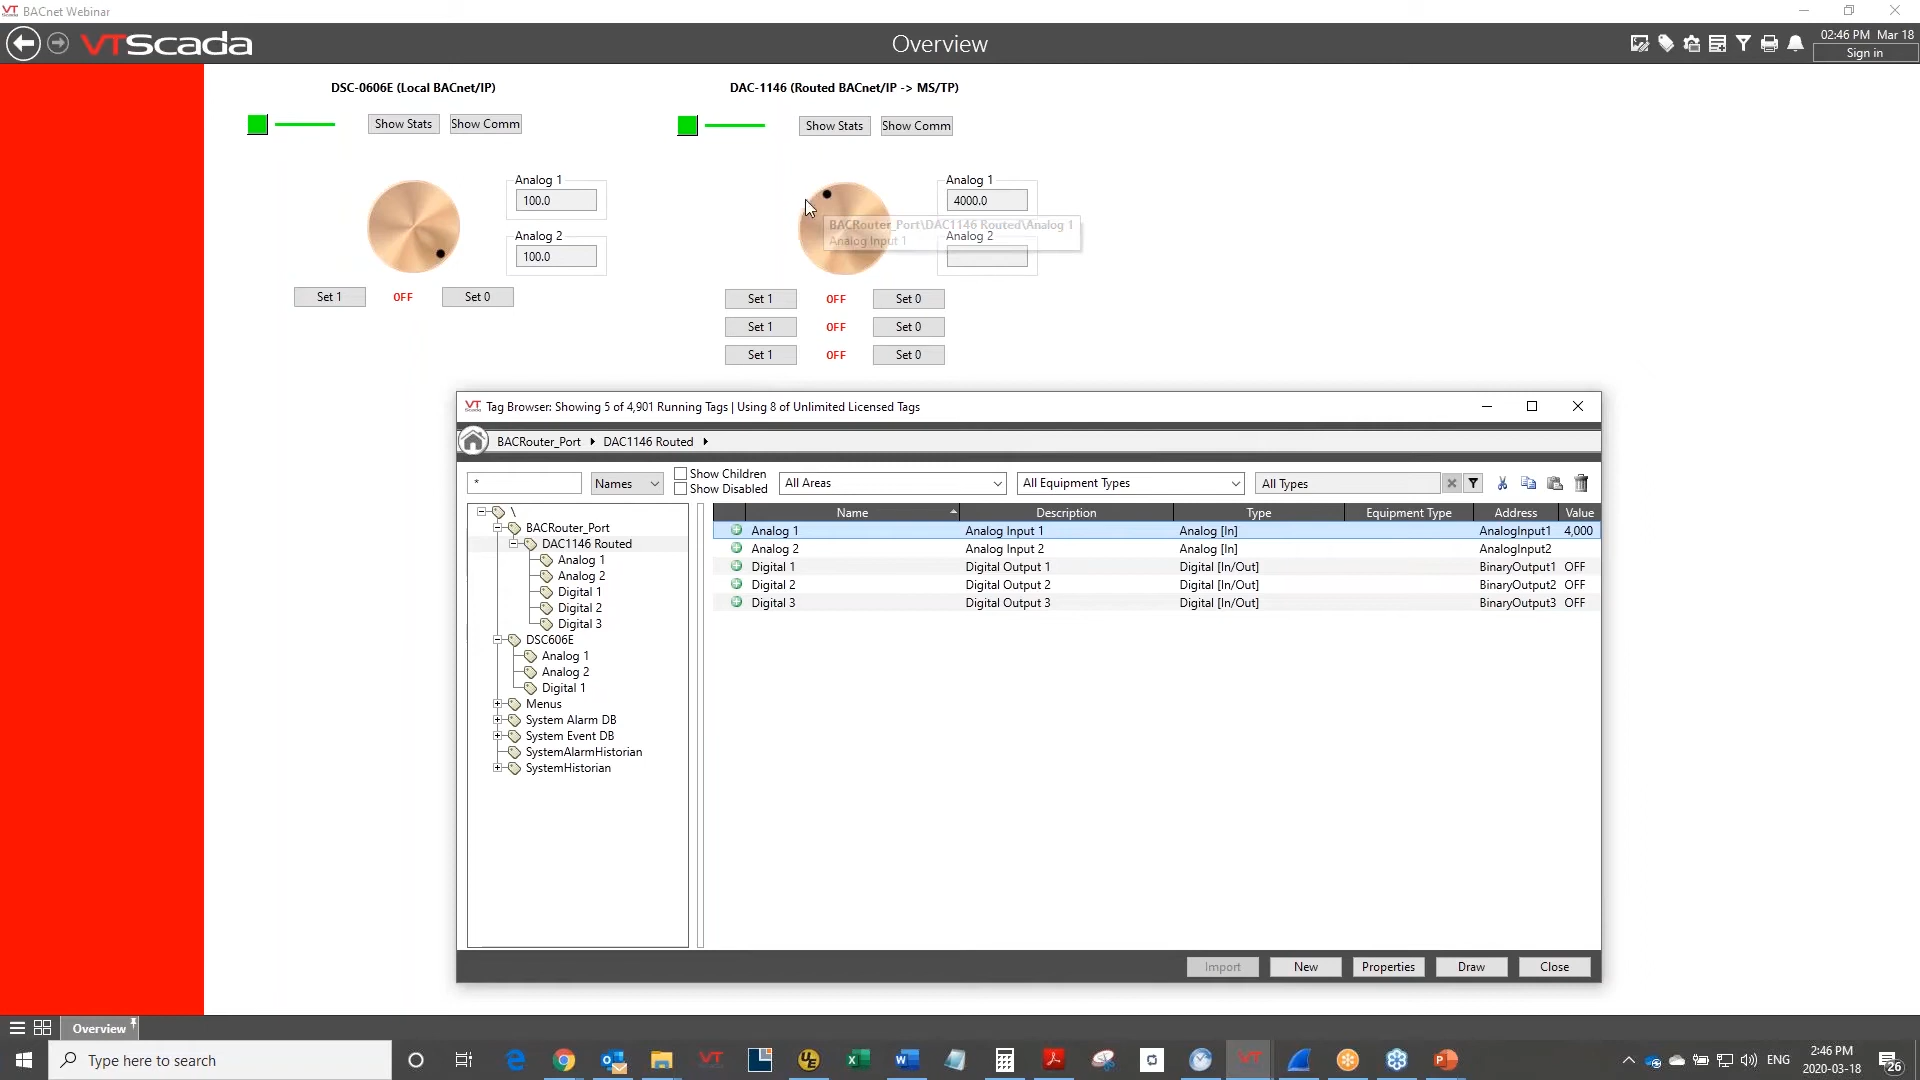 BACnet Webinar
VTScada
Overview
02:46 PM Mar 18
Sign in
DSC-0606E (Local BACnet/IP)
DAC-1146 (Routed BACnet/IP -> MS/TP)
Show Stats
Show Comm
Show Stats
Show Comm
Analog 1
100.0
Analog 2
100.0
Set 1
OFF
Set 0
Analog 1
4000.0
BACRouter_Port\DAC1146 Routed\Analog 1
Analog Input 1
Analog 2
Set 1
OFF
Set 0
Set 1
OFF
Set 0
Set 1
OFF
Set 0
VT Scada
Tag Browser: Showing 5 of 4,901 Running Tags | Using 8 of Unlimited Licensed Tags
BACRouter_Port
DAC1146 Routed
*
Names
Show Children
Show Disabled
All Areas
All Equipment Types
All Types
\
BACRouter_Port
DAC1146 Routed
Analog 1
Analog 2
Digital 1
Digital 2
Digital 3
DSC606E
Analog 1
Analog 2
Digital 1
Menus
System Alarm DB
System Event DB
SystemAlarmHistorian
SystemHistorian
Name Description Type Equipment Type Address Value
Analog 1 Analog Input 1 Analog [In] AnalogInput1 4,000
Analog 2 Analog Input 2 Analog [In] AnalogInput2
Digital 1 Digital Output 1 Digital [In/Out] BinaryOutput1 OFF
Digital 2 Digital Output 2 Digital [In/Out] BinaryOutput2 OFF
Digital 3 Digital Output 3 Digital [In/Out] BinaryOutput3 OFF
Import
New
Properties
Draw
Close
Overview
Type here to search
ENG
2:46 PM
2020-03-18
26